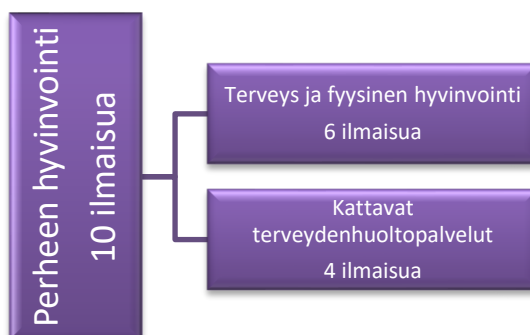 Perheen hyvinvointi
10 ilmaisua
Terveys ja fyysinen hyvinvointi
6 ilmaisua
Kattavat
terveydenhuoltopalvelut
4 ilmaisua